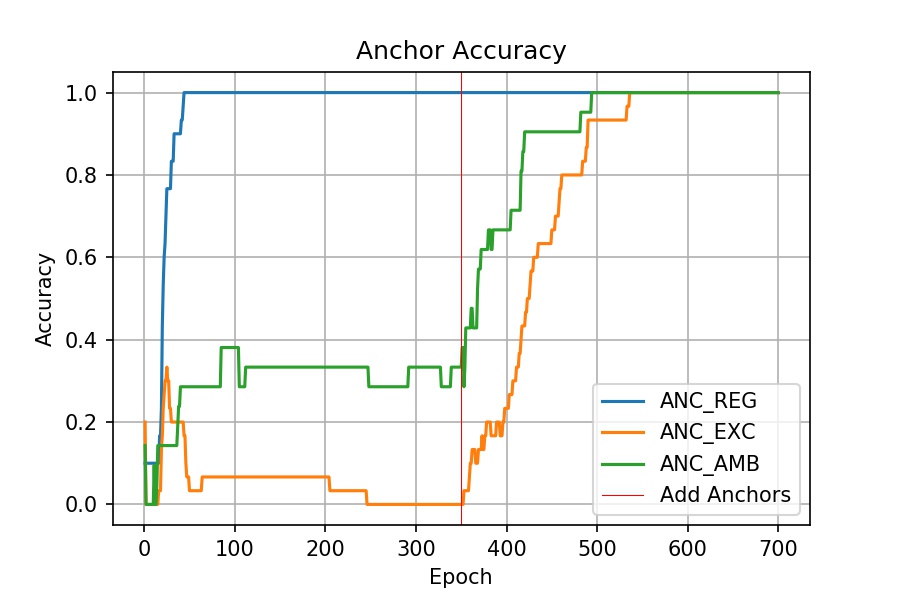 Anchor Accuracy
Accuracy
1.0
0.8
0.6
0.4
0.2
0.0
ANC_REG
ANC_EXC
ANC_AMB
Add Anchors
0 100 200 300 400 500 600 700
Epoch